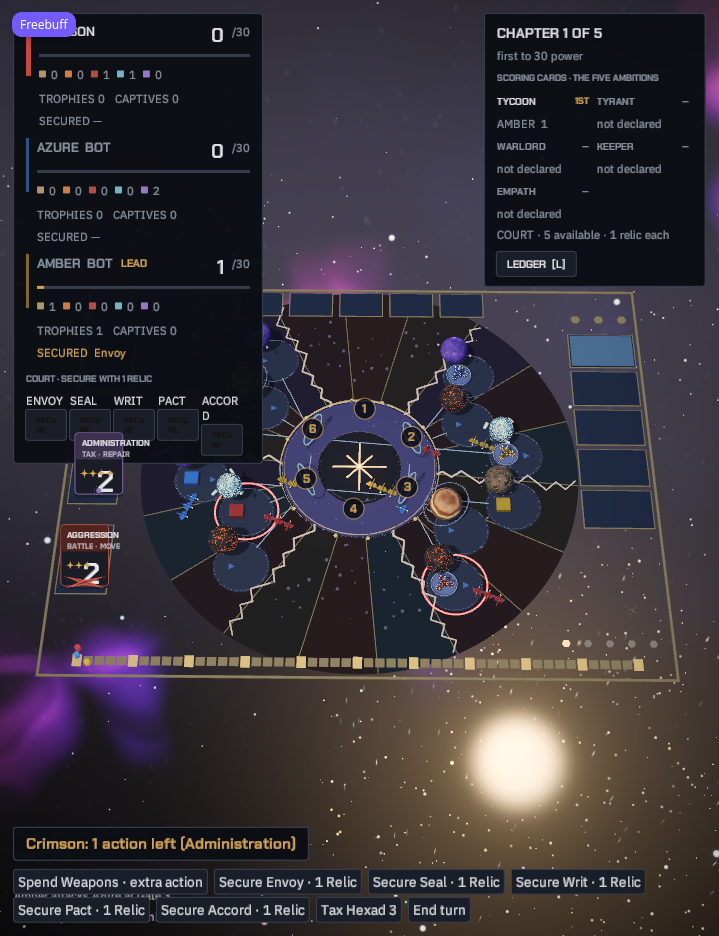 Freebuff
SON 0 /30
0 0 1 1 0
TROPHIES 0 CAPTIVES 0
SECURED —
AZURE BOT 0 /30
0 0 0 0 2
TROPHIES 0 CAPTIVES 0
SECURED —
AMBER BOT LEAD 1 /30
1 0 0 0 0
TROPHIES 1 CAPTIVES 0
SECURED Envoy
COURT · SECURE WITH 1 RELIC
ENVOY SEAL WRIT PACT ACCOR
D
ADMINISTRATION
TAX · REPAIR
2
AGGRESSION
BATTLE · MOVE
2
CHAPTER 1 OF 5
first to 30 power
SCORING CARDS · THE FIVE AMBITIONS
TYCOON 1ST TYRANT —
AMBER 1 not declared
WARLORD — KEEPER —
not declared not declared
EMPATH —
not declared
COURT · 5 available · 1 relic each
LEDGER [L]
1
6
2
5
3
4
Crimson: 1 action left (Administration)
Spend Weapons · extra action
Secure Envoy · 1 Relic
Secure Seal · 1 Relic
Secure Writ · 1 Relic
Secure Pact · 1 Relic
Secure Accord · 1 Relic
Tax Hexad 3
End turn